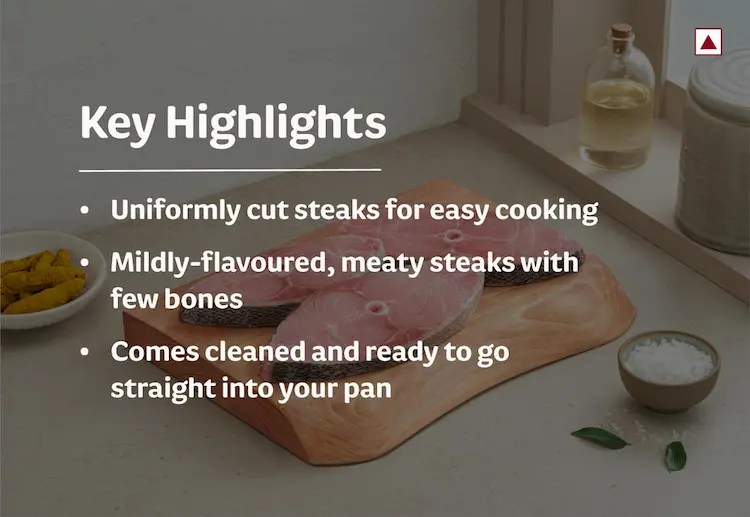 Key Highlights
• Uniformly cut steaks for easy cooking
• Mildly-flavoured, meaty steaks with
few bones
• Comes cleaned and ready to go
straight into your pan